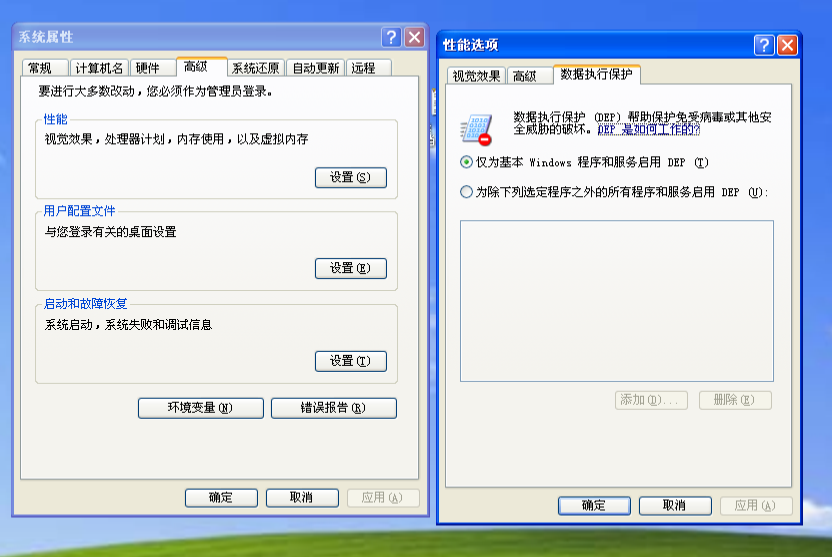 系统属性
常规 计算机名 硬件 高级 系统还原 自动更新 远程
要进行大多数改动，您必须作为管理员登录。
性能
视觉效果，处理器计划，内存使用，以及虚拟内存
设置(S)
用户配置文件
与您登录有关的桌面设置
设置(E)
启动和故障恢复
系统启动，系统失败和调试信息
设置(T)
环境变量(N) 错误报告(R)
确定 取消 应用(A)
性能选项
视觉效果 高级 数据执行保护
数据执行保护 (DEP) 帮助保护免受病毒或其他安
全威胁的破坏。DEP 是如何工作的?
仅为基本 Windows 程序和服务启用 DEP (T)
为除下列选定程序之外的所有程序和服务启用 DEP (U):
添加(D)... 删除(E)
确定 取消 应用(A)